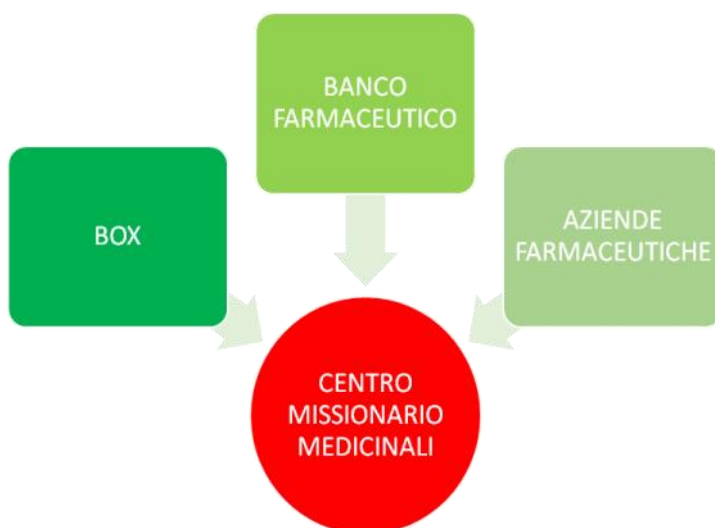 BANCO
FARMACEUTICO
BOX
AZIENDE
FARMACEUTICHE
CENTRO
MISSIONARIO
MEDICINALI